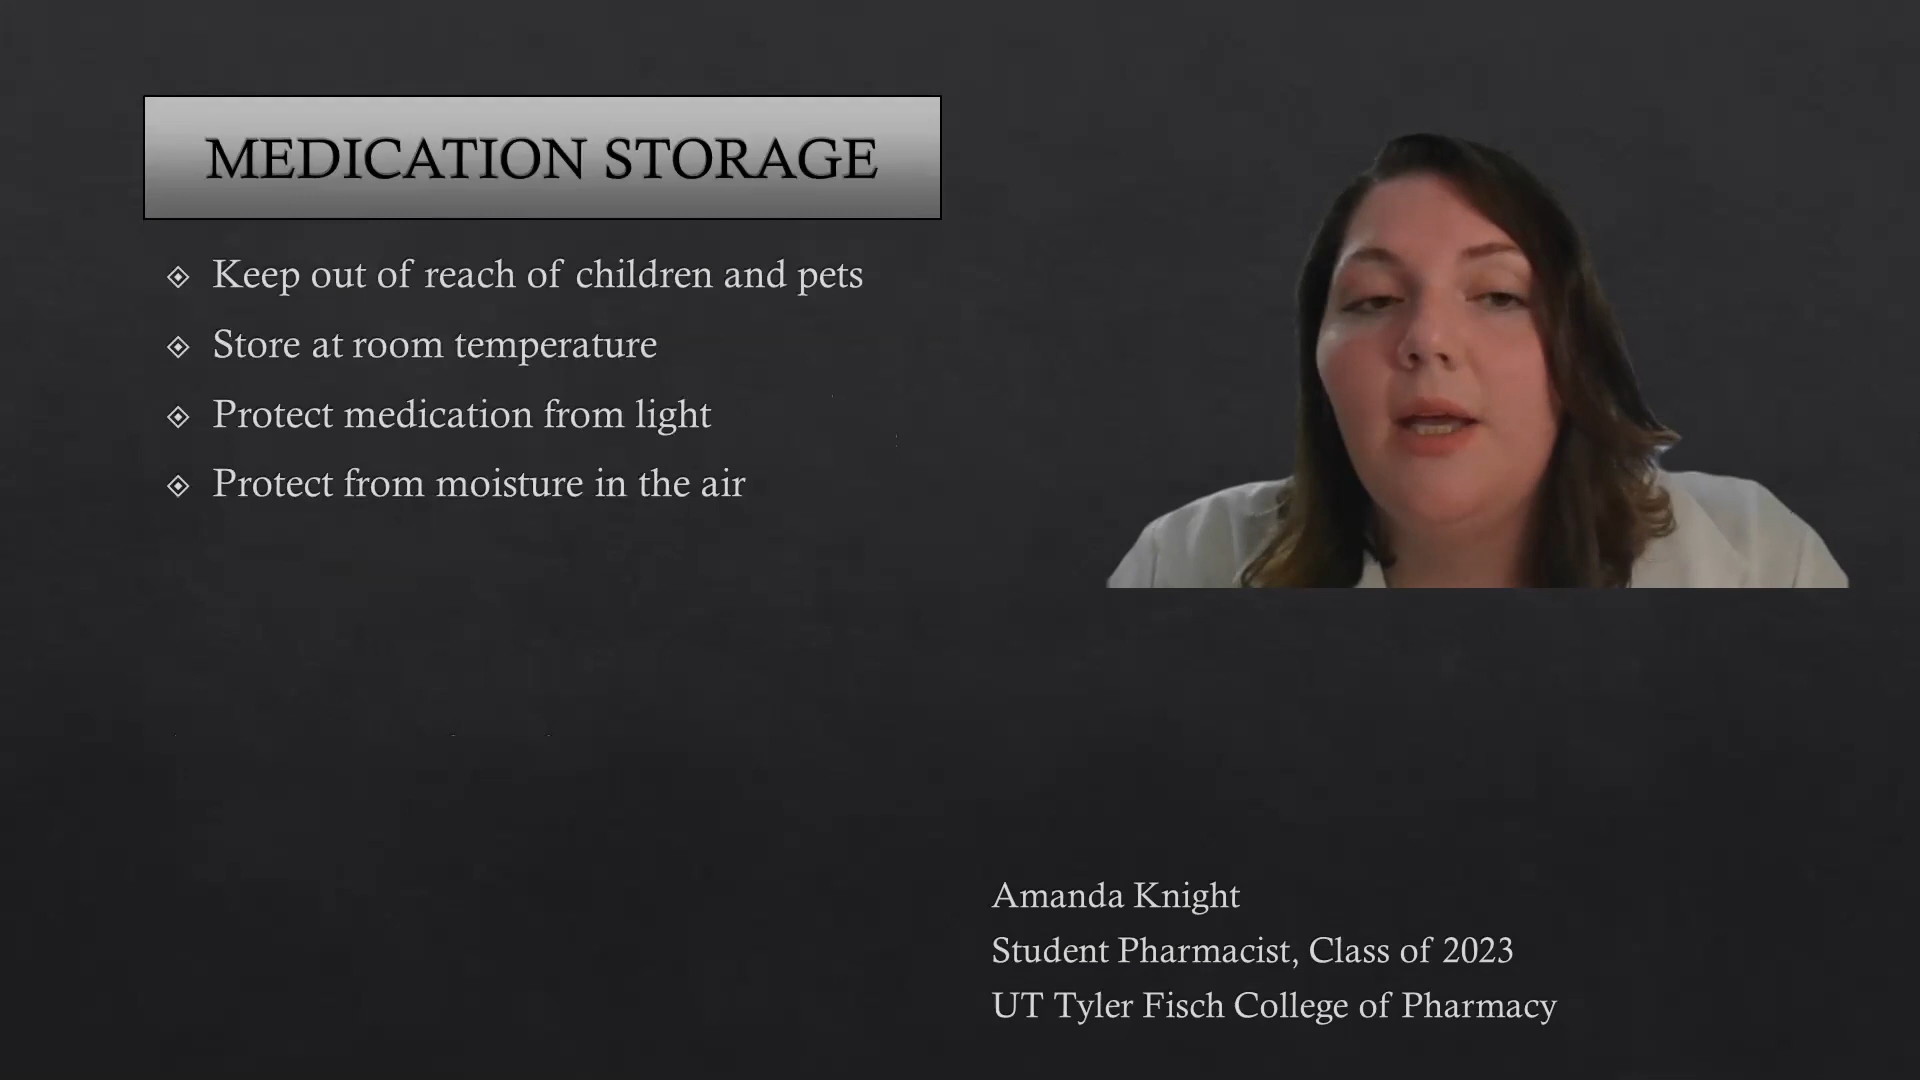 MEDICATION STORAGE
Keep out of reach of children and pets
Store at room temperature
Protect medication from light
Protect from moisture in the air
Amanda Knight
Student Pharmacist, Class of 2023
UT Tyler Fisch College of Pharmacy